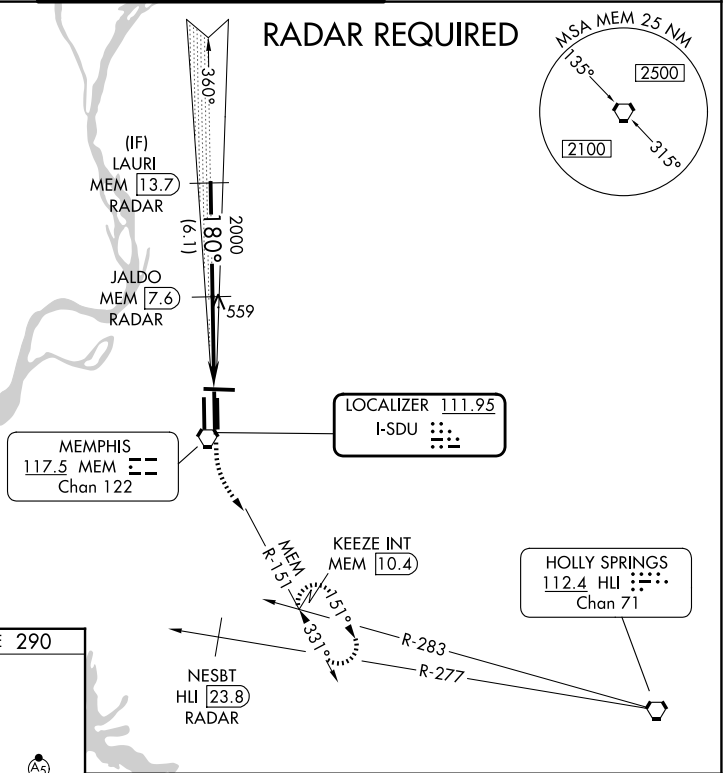 RADAR REQUIRED
MSA MEM 25 NM
135°
2500
2100
315°
360°
(IF)
LAURI
MEM 13.7
RADAR
2000
180°
(6.1)
JALDO
MEM 7.6
RADAR
559
LOCALIZER 111.95
I-SDU
MEMPHIS
117.5 MEM
Chan 122
MEM
R-151
KEEZE INT
MEM 10.4
151°
331°
HOLLY SPRINGS
112.4 HLI
Chan 71
R-283
R-277
NESBT
HLI 23.8
RADAR
290
A5